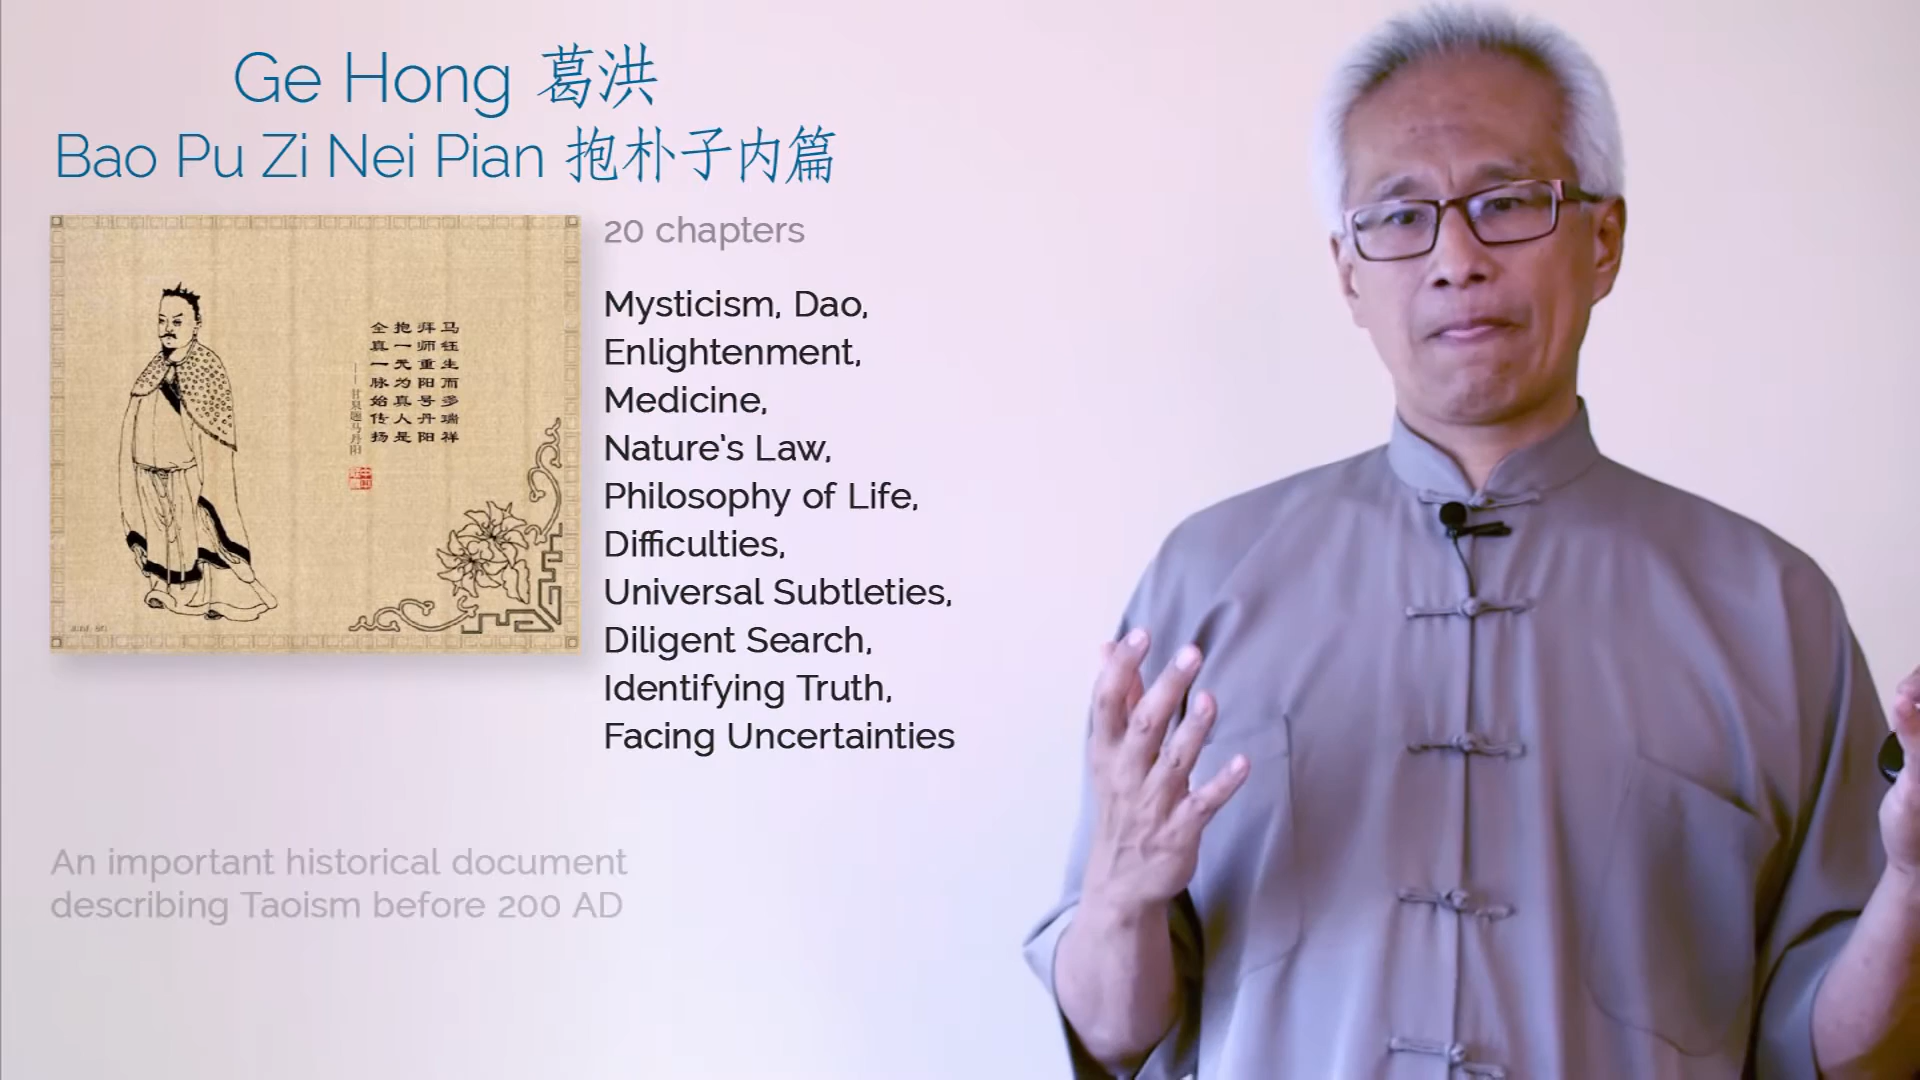 Ge Hong 葛洪
Bao Pu Zi Nei Pian 抱朴子内篇
20 chapters
Mysticism, Dao,
Enlightenment,
Medicine,
Nature's Law,
Philosophy of Life,
Difficulties,
Universal Subtleties,
Diligent Search,
Identifying Truth,
Facing Uncertainties
马钰生而多瑞祥
拜师重阳号丹阳
抱一无为真人是
全真一脉始传扬
An important historical document
describing Taoism before 200 AD